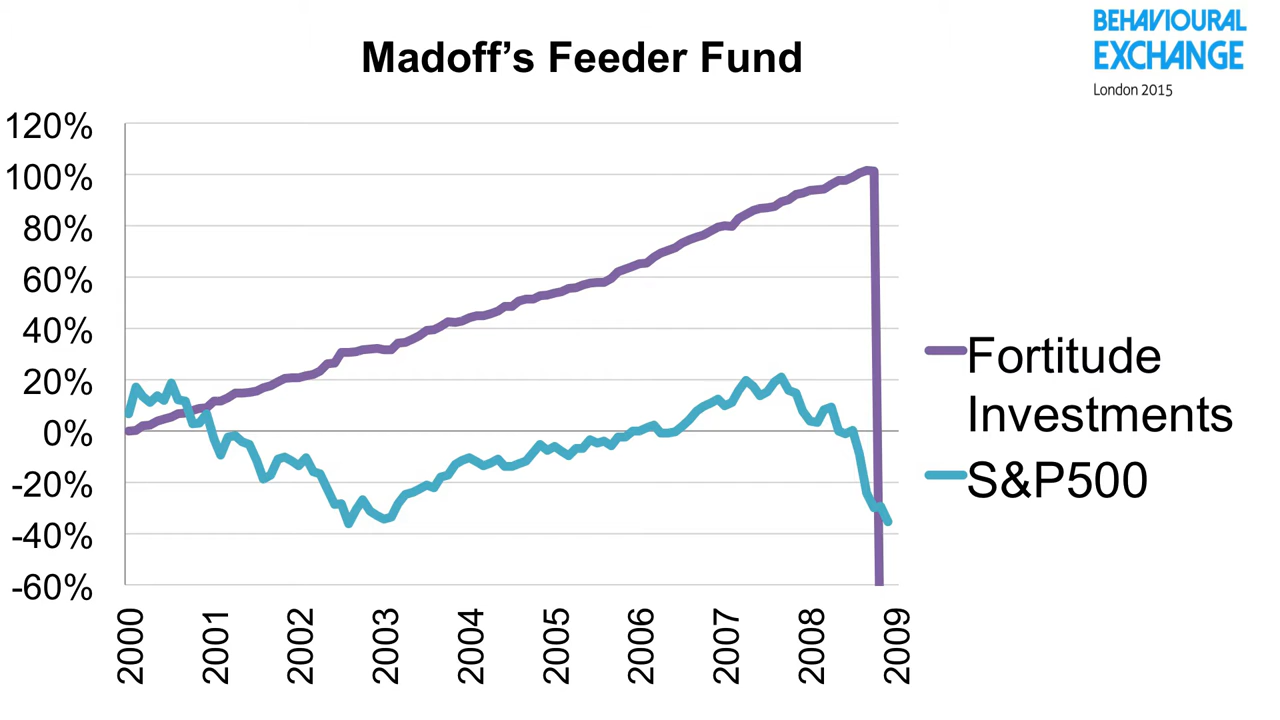 BEHAVIOURAL
EXCHANGE
London 2015
Madoff’s Feeder Fund
120%
100%
80%
60%
40%
20%
0%
-20%
-40%
-60%
2000
2001
2002
2003
2004
2005
2006
2007
2008
2009
Fortitude
Investments
S&P500